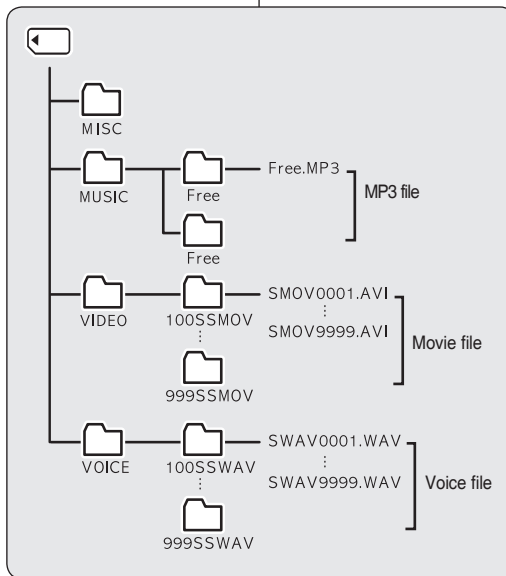 MISC
MUSIC
Free
Free.MP3
MP3 file
Free
VIDEO
100SSMOV
SMOV0001.AVI
SMOV9999.AVI
Movie file
999SSMOV
VOICE
100SSWAV
SWAV0001.WAV
SWAV9999.WAV
Voice file
999SSWAV